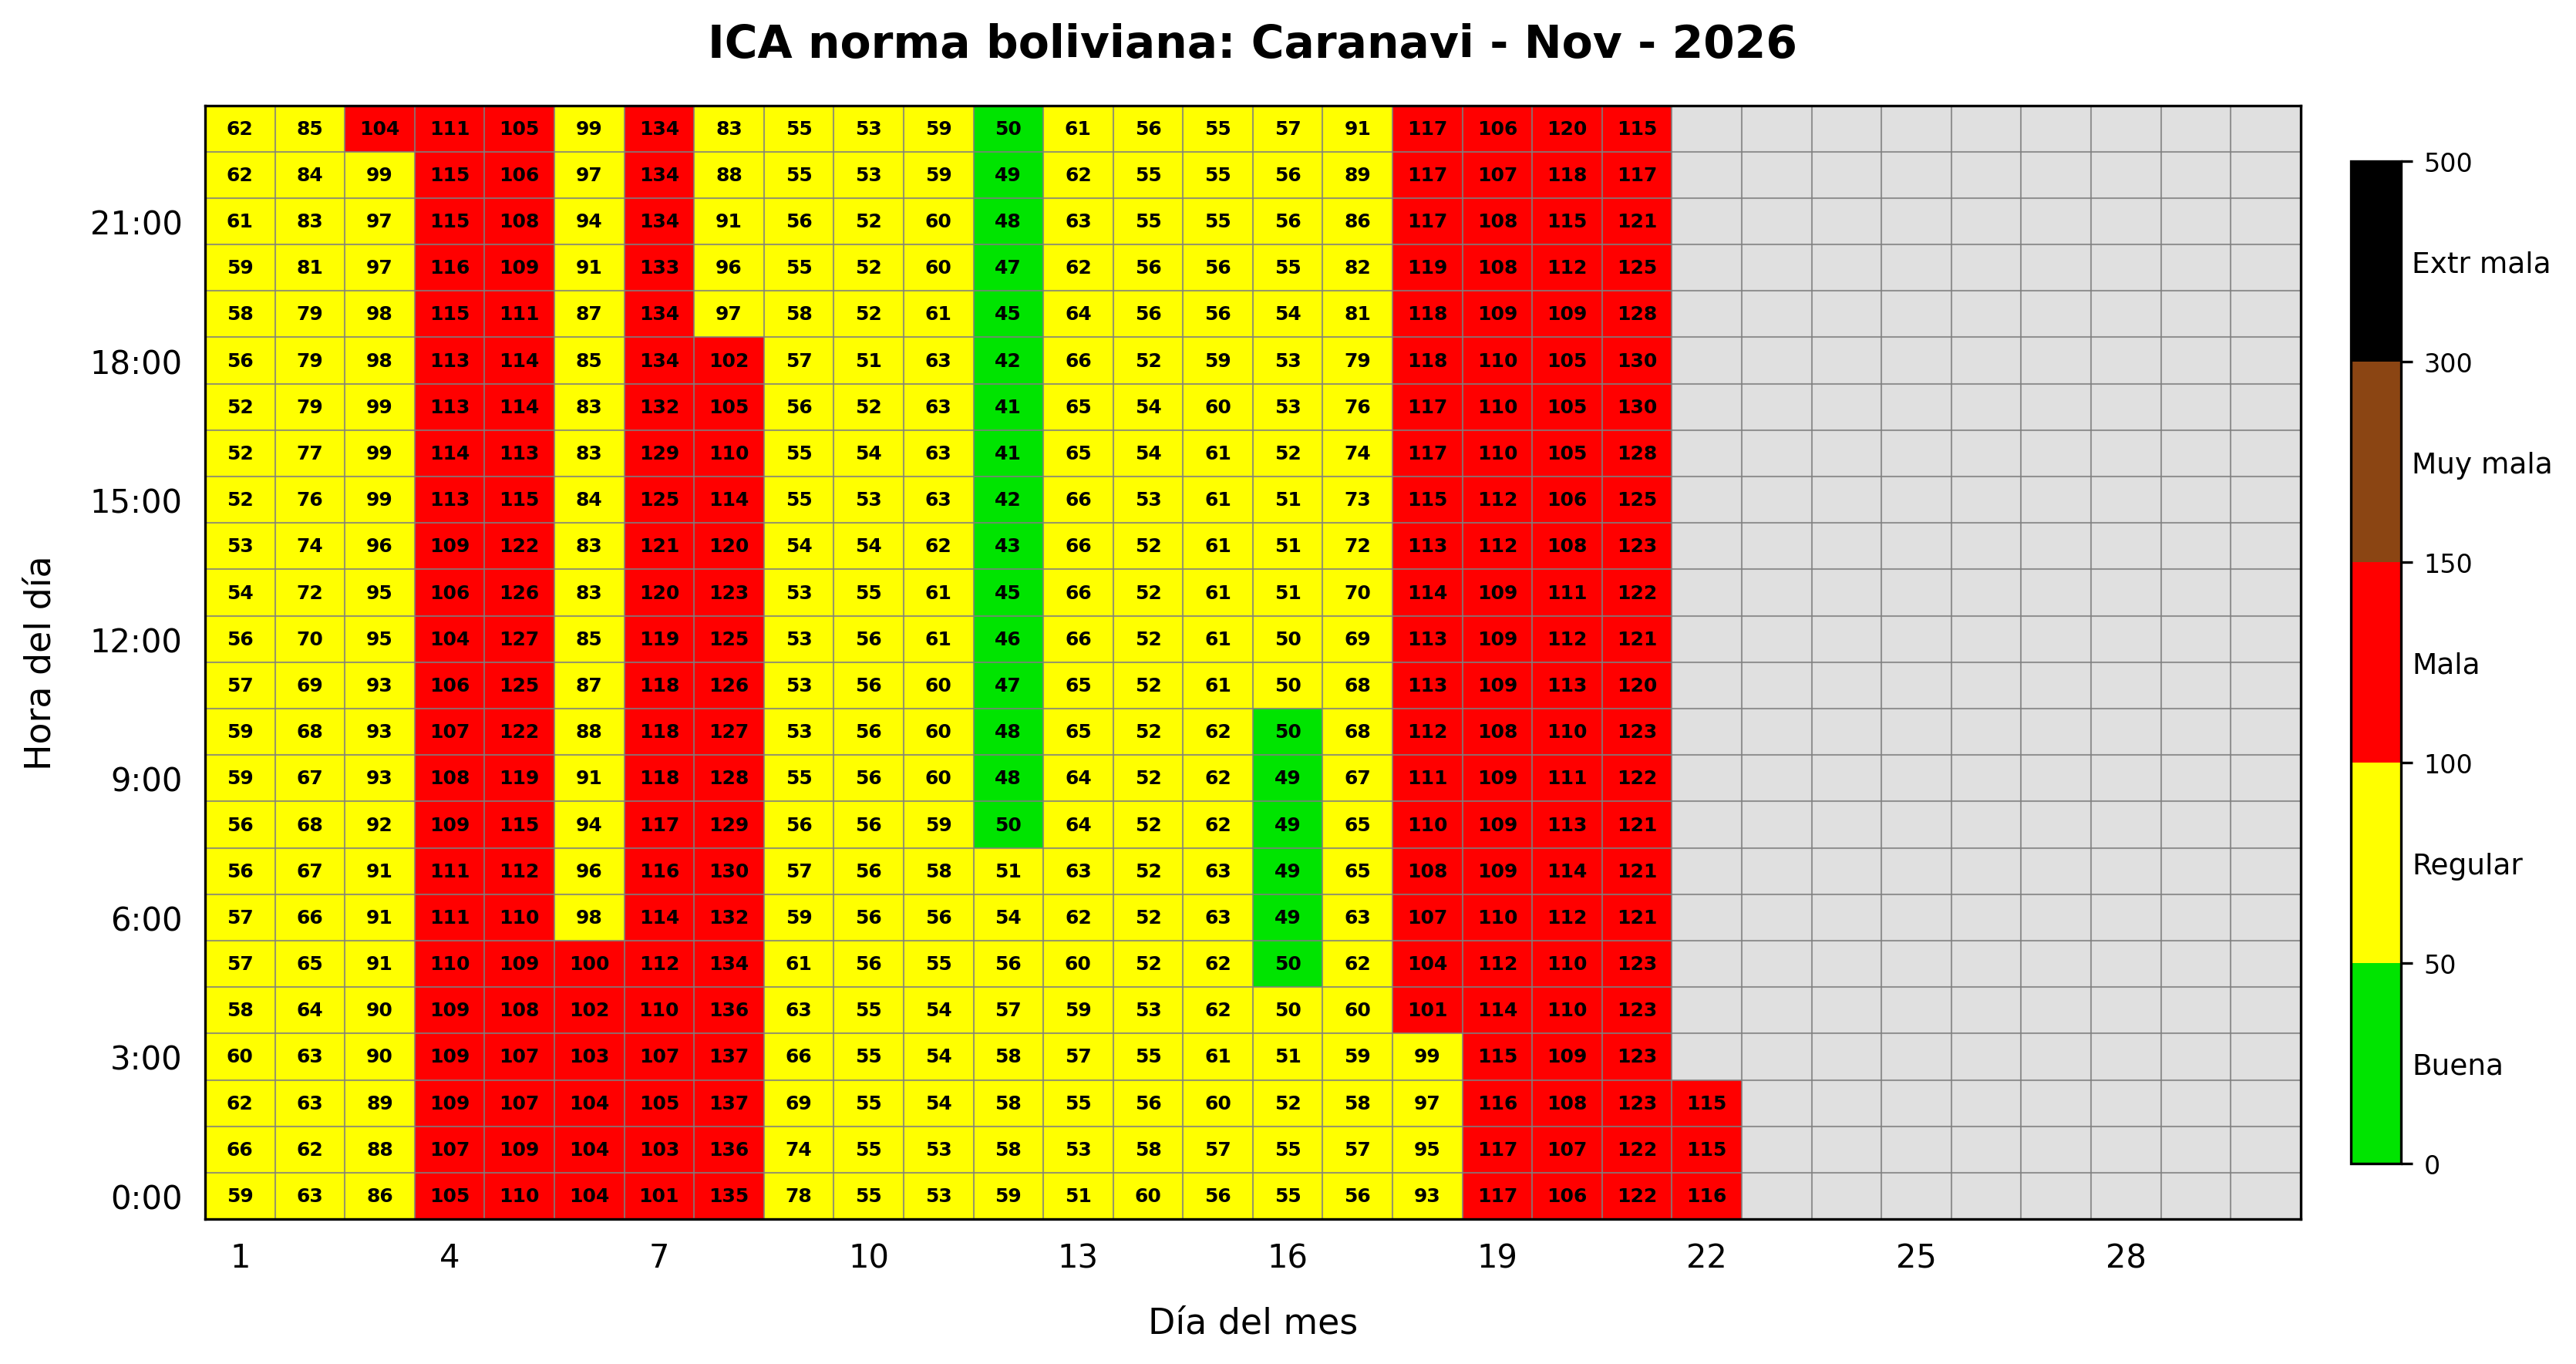 ICA norma boliviana: Caranavi - Nov - 2026
62 85 104 111 105 99 134 83 55 53 59 50 61 56 55 57 91 117 106 120 115
62 84 99 115 106 97 134 88 55 53 59 49 62 55 55 56 89 117 107 118 117
21:00 61 83 97 115 108 94 134 91 56 52 60 48 63 55 55 56 86 117 108 115 121
59 81 97 116 109 91 133 96 55 52 60 47 62 56 56 55 82 119 108 112 125
58 79 98 115 111 87 134 97 58 52 61 45 64 56 56 54 81 118 109 109 128
18:00 56 79 98 113 114 85 134 102 57 51 63 42 66 52 59 53 79 118 110 105 130
52 79 99 113 114 83 132 105 56 52 63 41 65 54 60 53 76 117 110 105 130
52 77 99 114 113 83 129 110 55 54 63 41 65 54 61 52 74 117 110 105 128
15:00 52 76 99 113 115 84 125 114 55 53 63 42 66 53 61 51 73 115 112 106 125
53 74 96 109 122 83 121 120 54 54 62 43 66 52 61 51 72 113 112 108 123
54 72 95 106 126 83 120 123 53 55 61 45 66 52 61 51 70 114 109 111 122
12:00 56 70 95 104 127 85 119 125 53 56 61 46 66 52 61 50 69 113 109 112 121
57 69 93 106 125 87 118 126 53 56 60 47 65 52 61 50 68 113 109 113 120
59 68 93 107 122 88 118 127 53 56 60 48 65 52 62 50 68 112 108 110 123
9:00 59 67 93 108 119 91 118 128 55 56 60 48 64 52 62 49 67 111 109 111 122
56 68 92 109 115 94 117 129 56 56 59 50 64 52 62 49 65 110 109 113 121
56 67 91 111 112 96 116 130 57 56 58 51 63 52 63 49 65 108 109 114 121
6:00 57 66 91 111 110 98 114 132 59 56 56 54 62 52 63 49 63 107 110 112 121
57 65 91 110 109 100 112 134 61 56 55 56 60 52 62 50 62 104 112 110 123
58 64 90 109 108 102 110 136 63 55 54 57 59 53 62 50 60 101 114 110 123
3:00 60 63 90 109 107 103 107 137 66 55 54 58 57 55 61 51 59 99 115 109 123
62 63 89 109 107 104 105 137 69 55 54 58 55 56 60 52 58 97 116 108 123 115
66 62 88 107 109 104 103 136 74 55 53 58 53 58 57 55 57 95 117 107 122 115
0:00 59 63 86 105 110 104 101 135 78 55 53 59 51 60 56 55 56 93 117 106 122 116
1 4 7 10 13 16 19 22 25 28
Día del mes
Hora del día
500
Extr mala
300
Muy mala
150
Mala
100
Regular
50
Buena
0